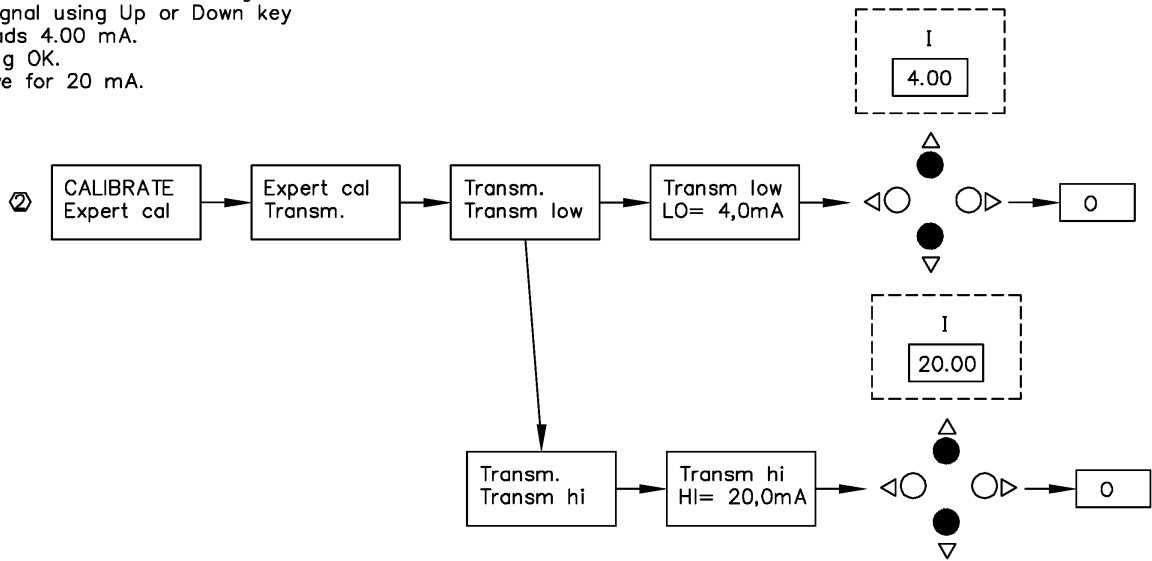 gnal using Up or Down key
ads 4.00 mA.
g OK.
e for 20 mA.
I
4.00
2
CALIBRATE
Expert cal
Expert cal
Transm.
Transm.
Transm low
Transm low
LO= 4,0mA
0
I
20.00
Transm.
Transm hi
Transm hi
HI= 20,0mA
0